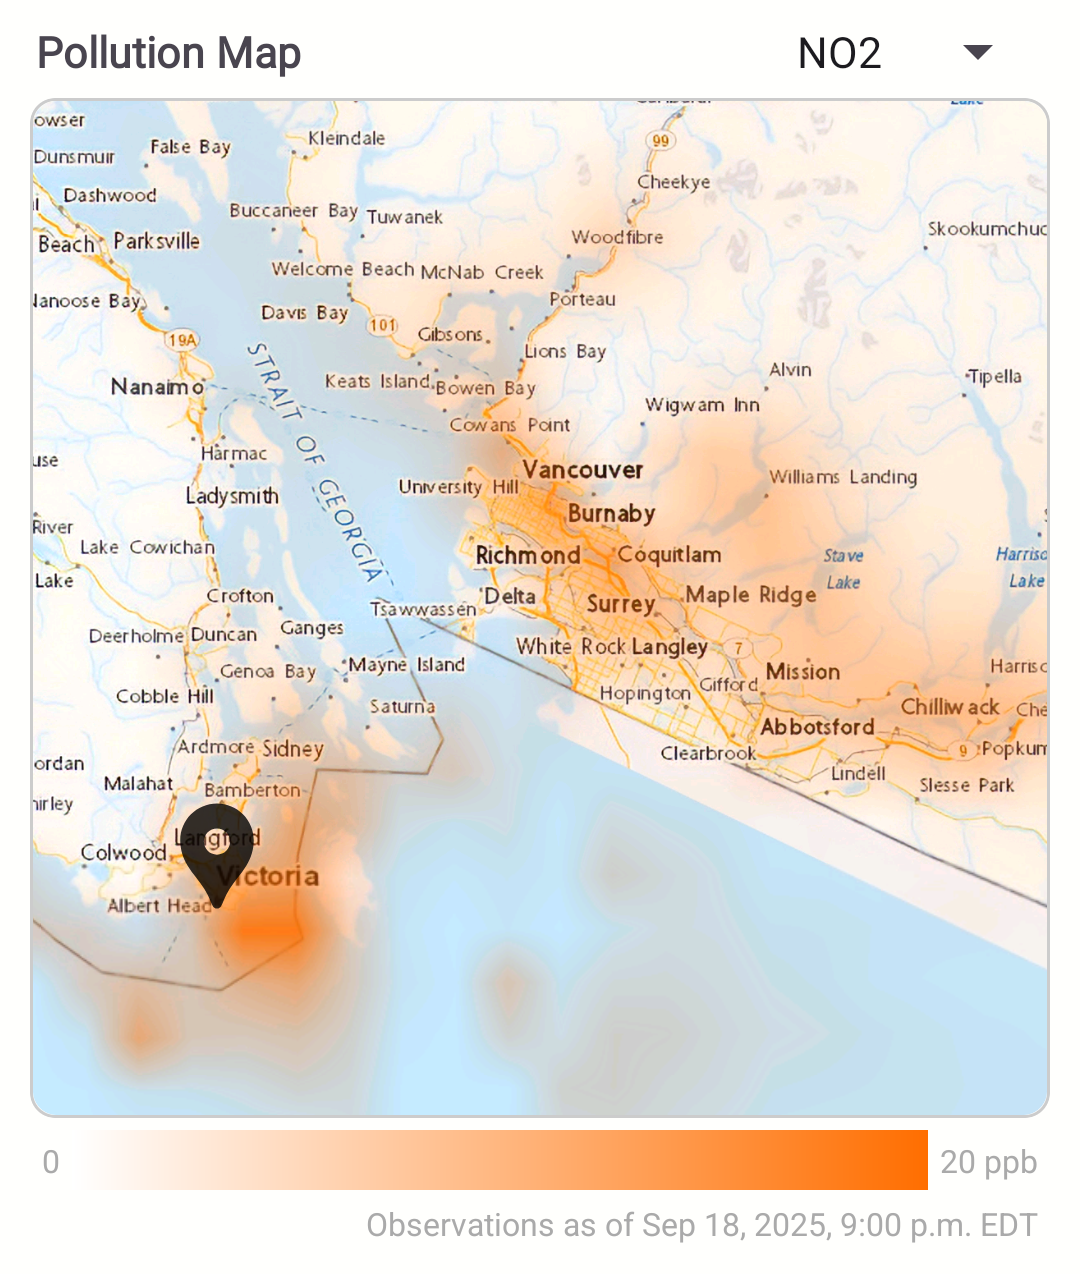 Pollution Map
NO2
owser
Kleindale
False Bay
Dunsmuir
99
Cheekye
Dashwood
Buccaneer Bay
Tuwanek
Skookumchuc
Beach
Parksville
Woodfibre
Welcome Beach
McNab Creek
Nanoose Bay
Porteau
Davis Bay
101
Gibsons
19A
Lions Bay
STRAIT OF GEORGIA
Nanaimo
Keats Island
Bowen Bay
Alvin
Tipella
Wigwam Inn
Cowans Point
Harmac
Vancouver
University Hill
Williams Landing
Ladysmith
Burnaby
River
Lake Cowichan
Richmond
Coquitlam
Stave
Lake
Harriso
Lake
Lake
Crofton
Delta
Surrey
Maple Ridge
Tsawwassen
Deerholme
Duncan
Ganges
White Rock
Langley
7
Genoa Bay
Mayne Island
Mission
Harrisc
Cobble Hill
Saturna
Hopington
Gifford
Chilliwack
Che
Abbotsford
Ardmore
Sidney
Clearbrook
9
Popkum
ordan
Malahat
Bamberton
Lindell
Slesse Park
hirley
Langford
Colwood
Victoria
Albert Head
0
20 ppb
Observations as of Sep 18, 2025, 9:00 p.m. EDT